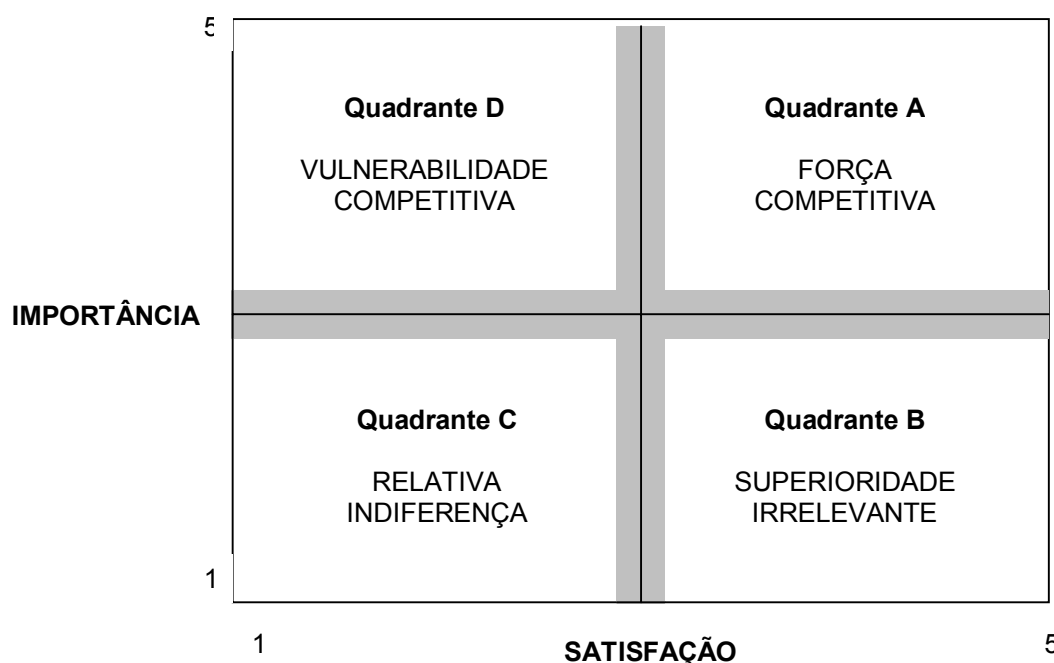 5
Quadrante D
VULNERABILIDADE
COMPETITIVA
Quadrante A
FORÇA
COMPETITIVA
IMPORTÂNCIA
Quadrante C
RELATIVA
INDIFERENÇA
Quadrante B
SUPERIORIDADE
IRRELEVANTE
1
1
SATISFAÇÃO
5